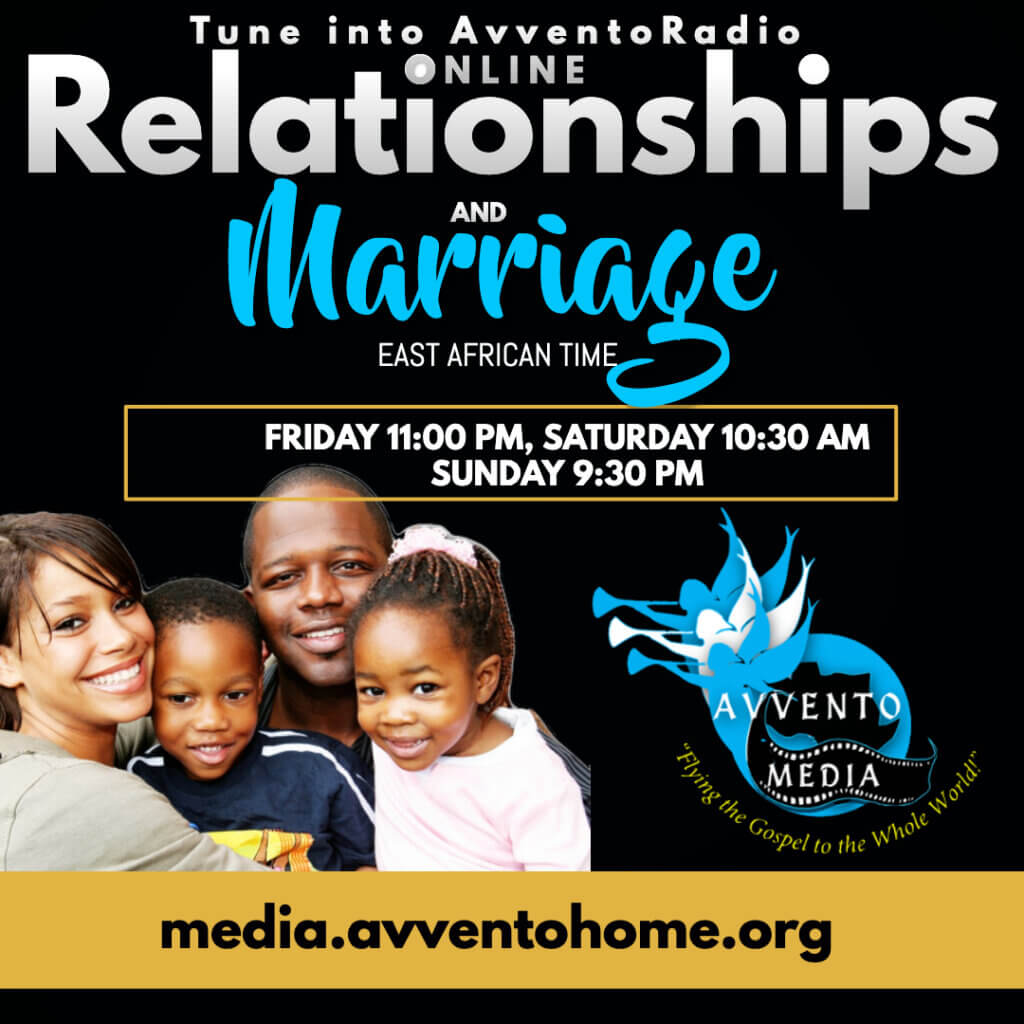 Tune into AvventoRadio
ONLINE
Relationships
AND
Marriage
EAST AFRICAN TIME
FRIDAY 11:00 PM, SATURDAY 10:30 AM
SUNDAY 9:30 PM
AVVENTO
MEDIA
"Flying the Gospel to the Whole World!"
media.avventohome.org